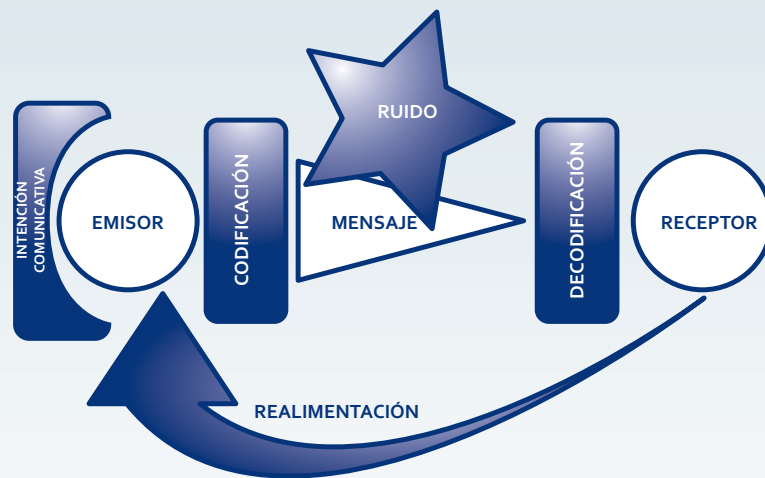 RUIDO
INTENCIÓN
COMUNICATIVA
EMISOR
CODIFICACIÓN
MENSAJE
DECODIFICACIÓN
RECEPTOR
REALIMENTACIÓN